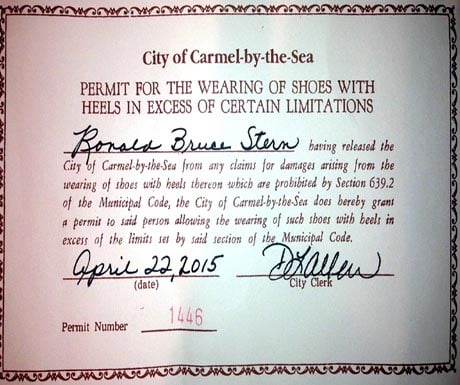 City of Carmel-by-the-Sea
PERMIT FOR THE WEARING OF SHOES WITH
HEELS IN EXCESS OF CERTAIN LIMITATIONS
Ronald Bruce Stern having released the
City of Carmel-by-the-Sea from any claims for damages arising from the
wearing of shoes with heels thereon which are prohibited by Section 639.2
of the Municipal Code, the City of Carmel-by-the-Sea does hereby grant
a permit to said person allowing the wearing of such shoes with heels in
excess of the limits set by said section of the Municipal Code.
April 22, 2015 DLAllen
(date) City Clerk
Permit Number 1446